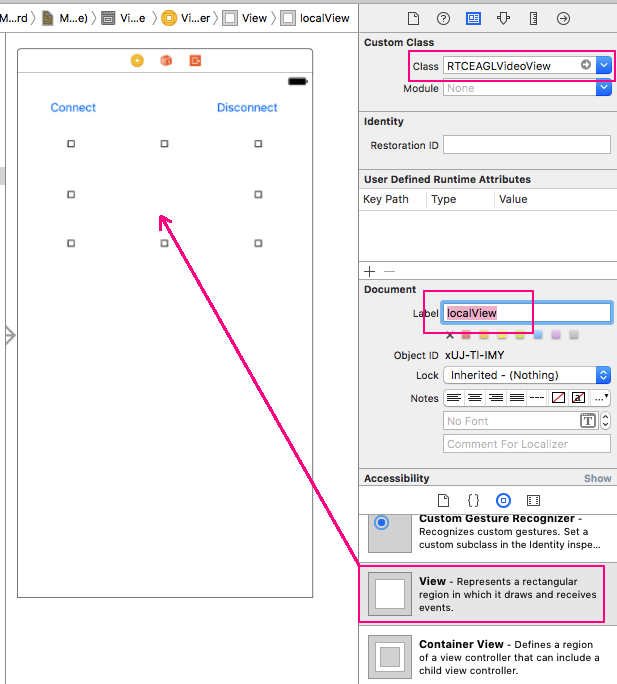 M...rd ⟩ M...e) ⟩ Vi...e ⟩ Vi...er ⟩ View ⟩ localView
Custom Class
Class RTCEAGLVideoView
Module None
Identity
Restoration ID
User Defined Runtime Attributes
Key Path Type Value
Document
Label localView
Object ID xUJ-TI-IMY
Lock Inherited - (Nothing)
Notes
No Font
Comment For Localizer
Accessibility Show
Connect Disconnect
Custom Gesture Recognizer -
Recognizes custom gestures. Set a
custom subclass in the Identity inspe...
View - Represents a rectangular
region in which it draws and receives
events.
Container View - Defines a region
of a view controller that can include a
child view controller.